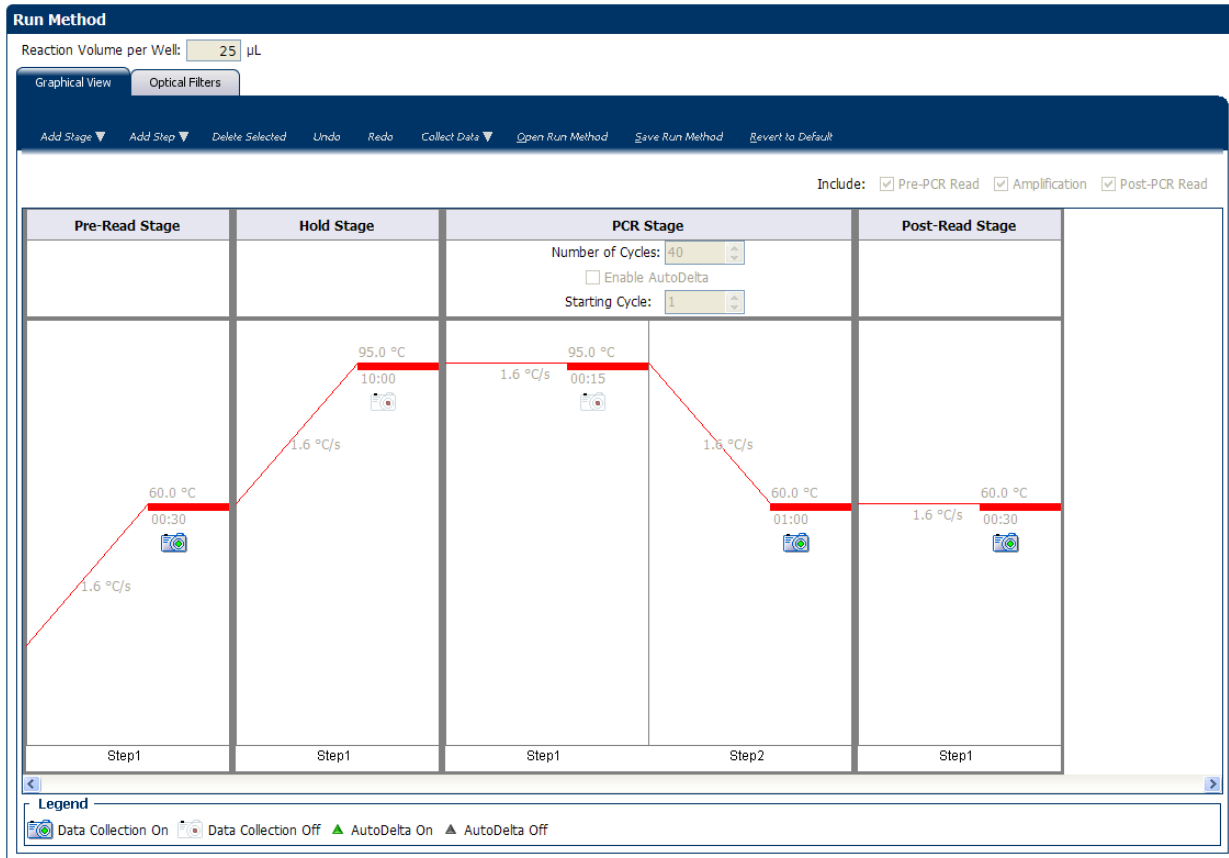 Run Method
Reaction Volume per Well: 25 µL
Graphical View Optical Filters
Add Stage ▼ Add Step ▼ Delete Selected Undo Redo Collect Data ▼ Open Run Method Save Run Method Revert to Default
Include: Pre-PCR Read Amplification Post-PCR Read
Pre-Read Stage Hold Stage PCR Stage Post-Read Stage
Number of Cycles: 40
Enable AutoDelta
Starting Cycle: 1
95.0 °C 95.0 °C
10:00 1.6 °C/s 00:15
1.6 °C/s 1.6 °C/s
60.0 °C 60.0 °C 60.0 °C
00:30 01:00 1.6 °C/s 00:30
1.6 °C/s
Step1 Step1 Step1 Step2 Step1
Legend
Data Collection On Data Collection Off AutoDelta On AutoDelta Off